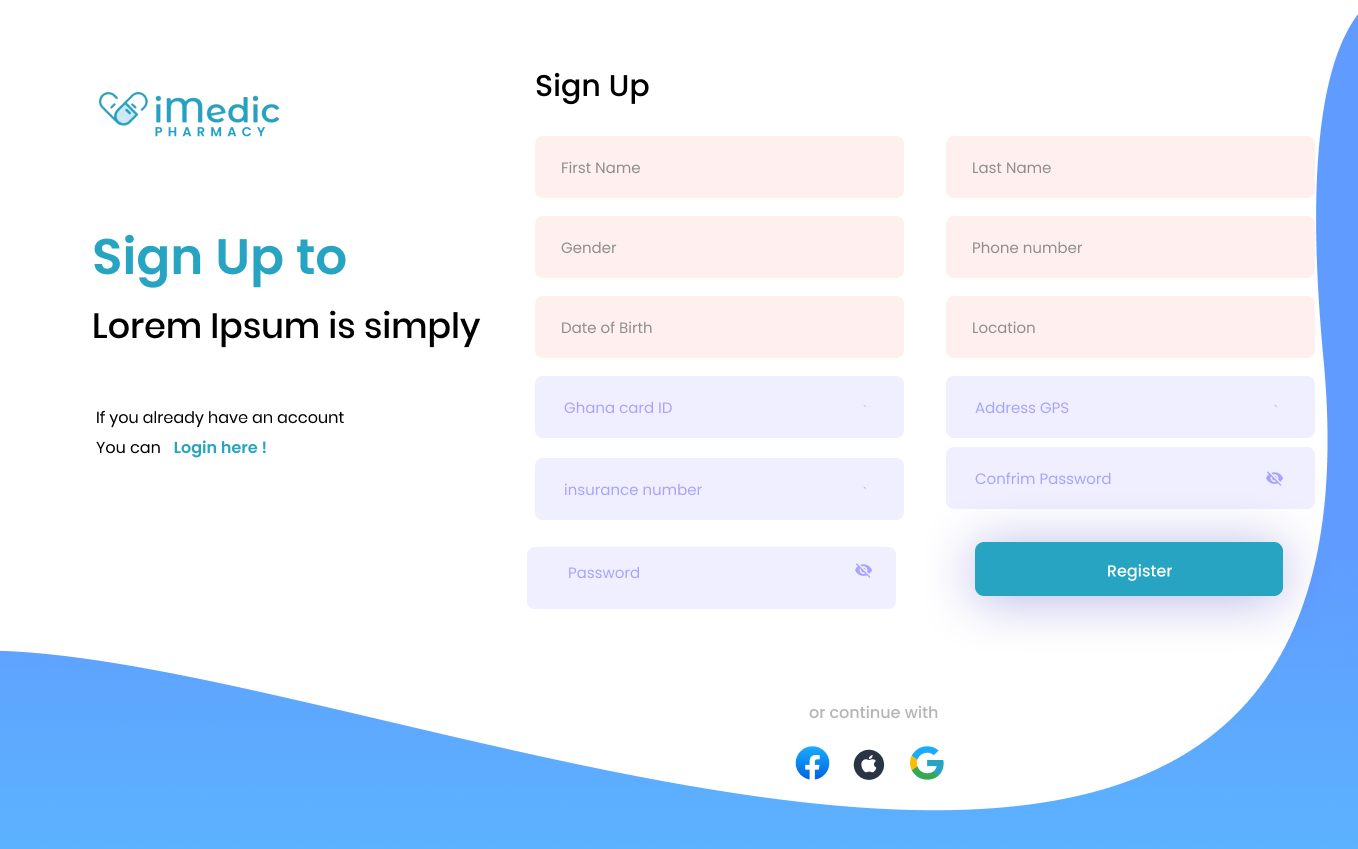 iMedic
PHARMACY
Sign Up to
Lorem Ipsum is simply
If you already have an account
You can Login here !
Sign Up
First Name
Last Name
Gender
Phone number
Date of Birth
Location
Ghana card ID
Address GPS
insurance number
Confrim Password
Password
Register
or continue with